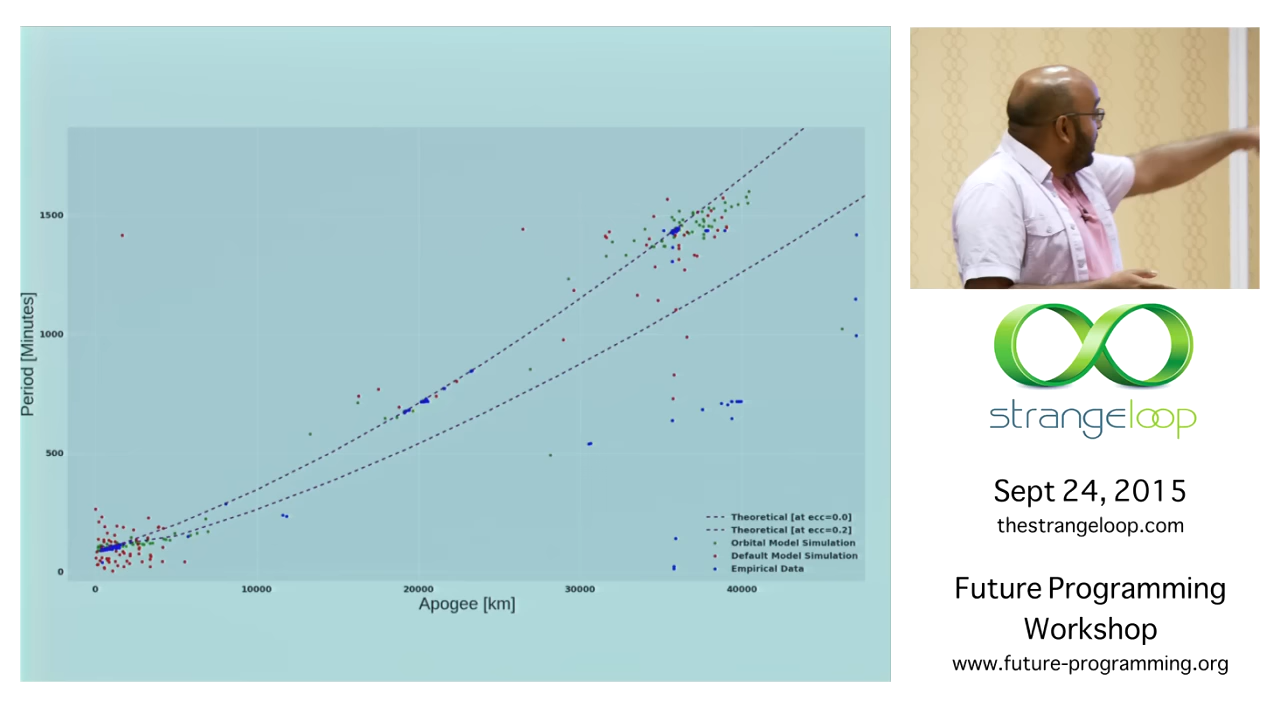 1500
1000
500
0
Period [Minutes]
0 10000 20000 30000 40000
Apogee [km]
Theoretical [at ecc=0.0]
Theoretical [at ecc=0.2]
Orbital Model Simulation
Default Model Simulation
Empirical Data
strangeloop
Sept 24, 2015
thestrangeloop.com
Future Programming
Workshop
www.future-programming.org